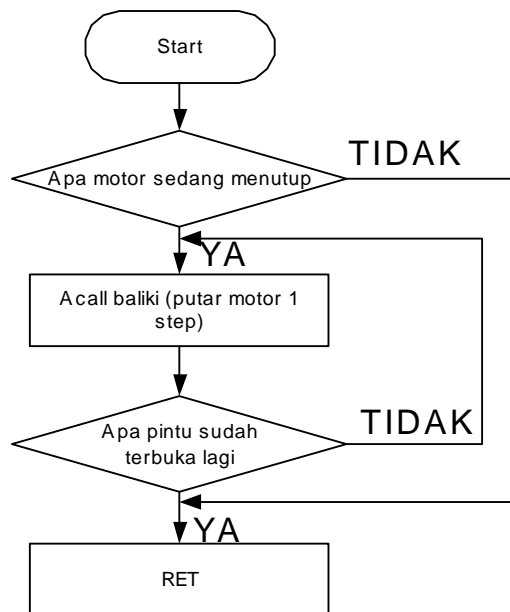 Start
Apa motor sedang menutup
TIDAK
YA
Acall baliki (putar motor 1
step)
Apa pintu sudah
terbuka lagi
TIDAK
YA
RET